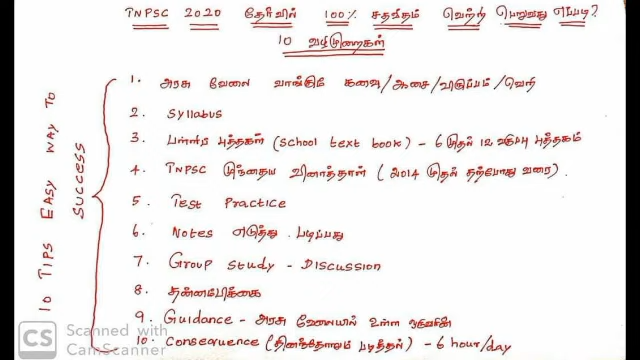 TNPSC 2020 தேர்வில் 100% சதவீதம் வெற்றி பெறுவது எப்படி?
10 வழிமுறைகள்
10 TIPS EASY WAY TO SUCCESS
1. அரசு வேலை வாங்கும் கனவு/ஆசை/விருப்பம்/வெறி
2. Syllabus
3. பள்ளி புத்தகங்கள் (School text book) - 6 முதல் 12 வகுப்பு புத்தகம்
4. TNPSC முந்தைய வினாத்தாள் (2014 முதல் தற்போது வரை).
5 Test Practice
6. Notes எடுத்து படிப்பது
7. Group Study - DISCUSSION
8. தன்னம்பிக்கை
9 Guidance - அரசு வேலையில் உள்ள
10. Consequence (தினந்தோறும் படித்தல்) - 6 hour/day
CS Scanned with
CamScanner